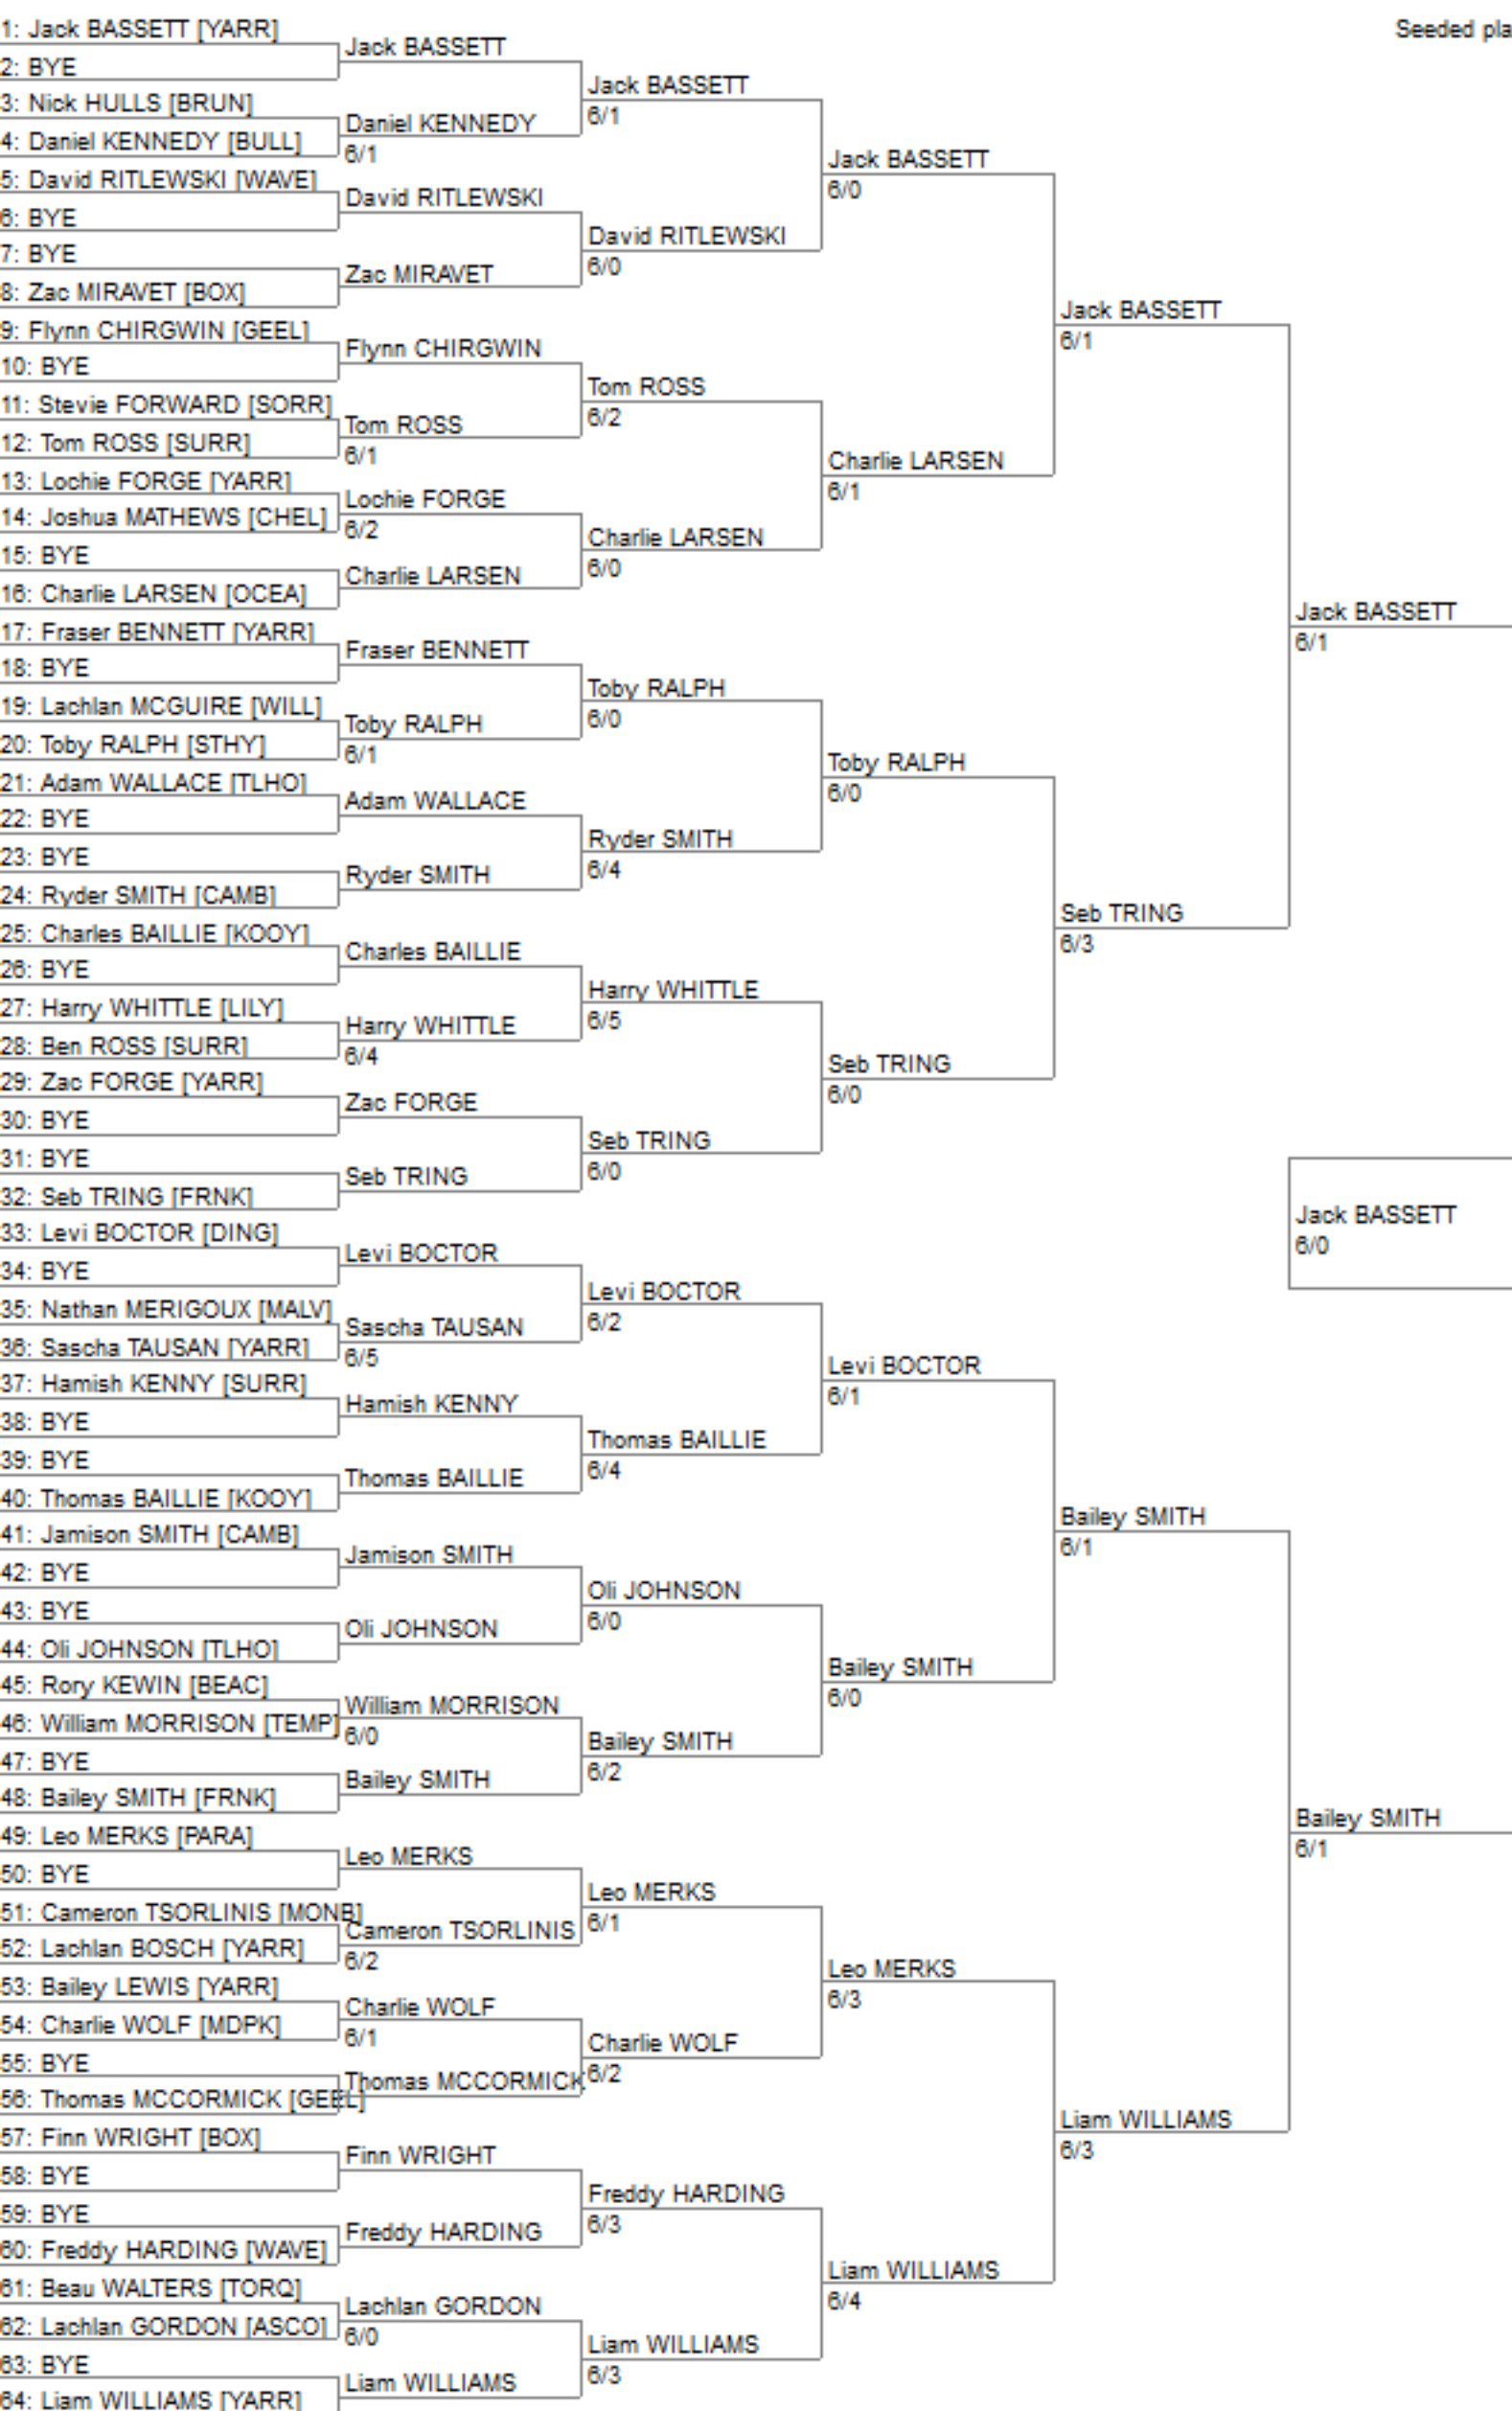 1: Jack BASSETT [YARR]
2: BYE
3: Nick HULLS [BRUN]
4: Daniel KENNEDY [BULL]
5: David RITLEWSKI [WAVE]
6: BYE
7: BYE
8: Zac MIRAVET [BOX]
9: Flynn CHIRGWIN [GEEL]
10: BYE
11: Stevie FORWARD [SORR]
12: Tom ROSS [SURR]
13: Lochie FORGE [YARR]
14: Joshua MATHEWS [CHEL]
15: BYE
16: Charlie LARSEN [OCEA]
17: Fraser BENNETT [YARR]
18: BYE
19: Lachlan MCGUIRE [WILL]
20: Toby RALPH [STHY]
21: Adam WALLACE [TLHO]
22: BYE
23: BYE
24: Ryder SMITH [CAMB]
25: Charles BAILLIE [KOOY]
26: BYE
27: Harry WHITTLE [LILY]
28: Ben ROSS [SURR]
29: Zac FORGE [YARR]
30: BYE
31: BYE
32: Seb TRING [FRNK]
33: Levi BOCTOR [DING]
34: BYE
35: Nathan MERIGOUX [MALV]
36: Sascha TAUSAN [YARR]
37: Hamish KENNY [SURR]
38: BYE
39: BYE
40: Thomas BAILLIE [KOOY]
41: Jamison SMITH [CAMB]
42: BYE
43: BYE
44: Oli JOHNSON [TLHO]
45: Rory KEWIN [BEAC]
46: William MORRISON [TEMP]
47: BYE
48: Bailey SMITH [FRNK]
49: Leo MERKS [PARA]
50: BYE
51: Cameron TSORLINIS [MONB]
52: Lachlan BOSCH [YARR]
53: Bailey LEWIS [YARR]
54: Charlie WOLF [MDPK]
55: BYE
56: Thomas MCCORMICK [GEEL]
57: Finn WRIGHT [BOX]
58: BYE
59: BYE
60: Freddy HARDING [WAVE]
61: Beau WALTERS [TORQ]
62: Lachlan GORDON [ASCO]
63: BYE
64: Liam WILLIAMS [YARR]
Jack BASSETT
Daniel KENNEDY
6/1
David RITLEWSKI
Zac MIRAVET
Flynn CHIRGWIN
Tom ROSS
6/1
Lochie FORGE
6/2
Charlie LARSEN
Fraser BENNETT
Toby RALPH
6/1
Adam WALLACE
Ryder SMITH
Charles BAILLIE
Harry WHITTLE
6/4
Zac FORGE
Seb TRING
Levi BOCTOR
Sascha TAUSAN
6/5
Hamish KENNY
Thomas BAILLIE
Jamison SMITH
Oli JOHNSON
William MORRISON
6/0
Bailey SMITH
Leo MERKS
Cameron TSORLINIS
6/2
Charlie WOLF
6/1
Thomas MCCORMICK
Finn WRIGHT
Freddy HARDING
Lachlan GORDON
6/0
Liam WILLIAMS
Jack BASSETT
6/1
David RITLEWSKI
6/0
Tom ROSS
6/2
Charlie LARSEN
6/0
Toby RALPH
6/0
Ryder SMITH
6/4
Harry WHITTLE
6/5
Seb TRING
6/0
Levi BOCTOR
6/2
Thomas BAILLIE
6/4
Oli JOHNSON
6/0
Bailey SMITH
6/2
Leo MERKS
6/1
Charlie WOLF
6/2
Freddy HARDING
6/3
Liam WILLIAMS
6/3
Jack BASSETT
6/0
Charlie LARSEN
6/1
Toby RALPH
6/0
Seb TRING
6/0
Levi BOCTOR
6/1
Bailey SMITH
6/0
Leo MERKS
6/3
Liam WILLIAMS
6/4
Jack BASSETT
6/1
Seb TRING
6/3
Bailey SMITH
6/1
Liam WILLIAMS
6/3
Seeded pla
Jack BASSETT
6/1
Jack BASSETT
6/0
Bailey SMITH
6/1